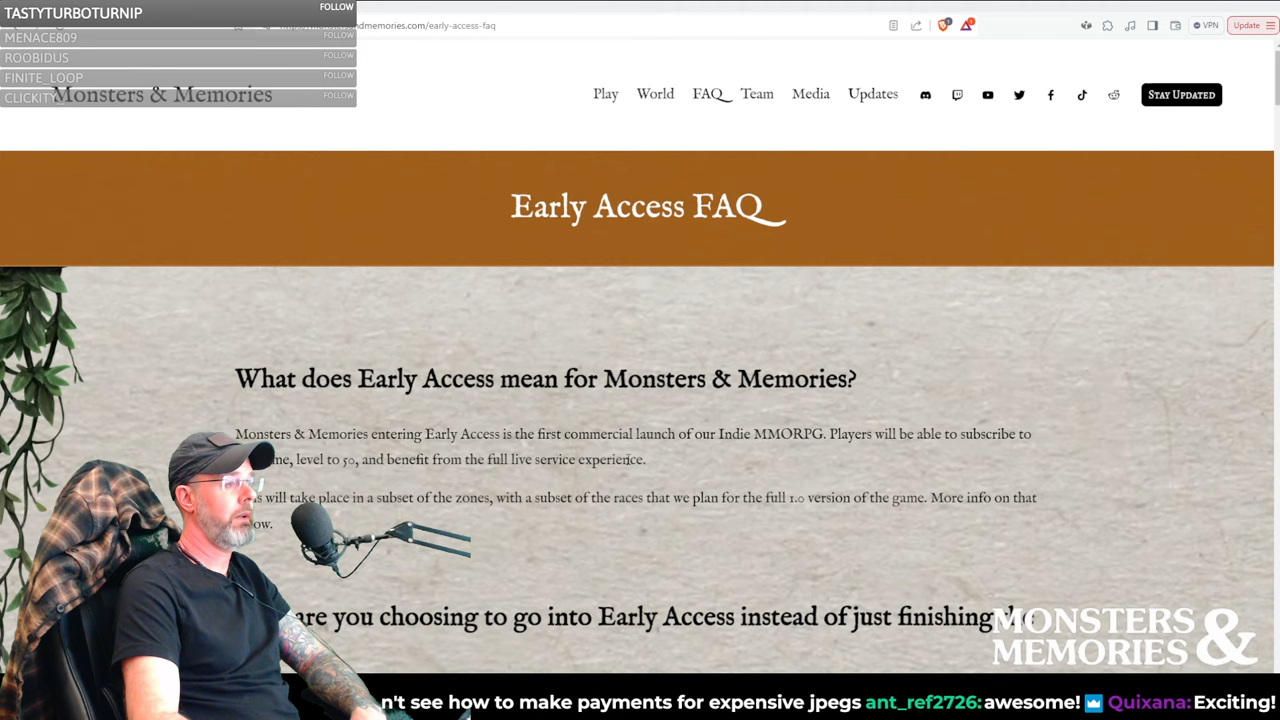 TASTYTURBOTURNIP FOLLOW
MENACE809 FOLLOW
ROOBIDUS FOLLOW
FINITE_LOOP FOLLOW
CLICKITY_ FOLLOW
ndmemories.com/early-access-faq
VPN
Update
Monsters & Memories
Play World FAQ Team Media Updates Stay Updated
Early Access FAQ
What does Early Access mean for Monsters & Memories?
Monsters & Memories entering Early Access is the first commercial launch of our Indie MMORPG. Players will be able to subscribe to
me, level to 50, and benefit from the full live service experience.
s will take place in a subset of the zones, with a subset of the races that we plan for the full 1.0 version of the game. More info on that
ow.
are you choosing to go into Early Access instead of just finishing
MONSTERS &
MEMORIES
n't see how to make payments for expensive jpegs ant_ref2726: awesome! Quixana: Exciting!